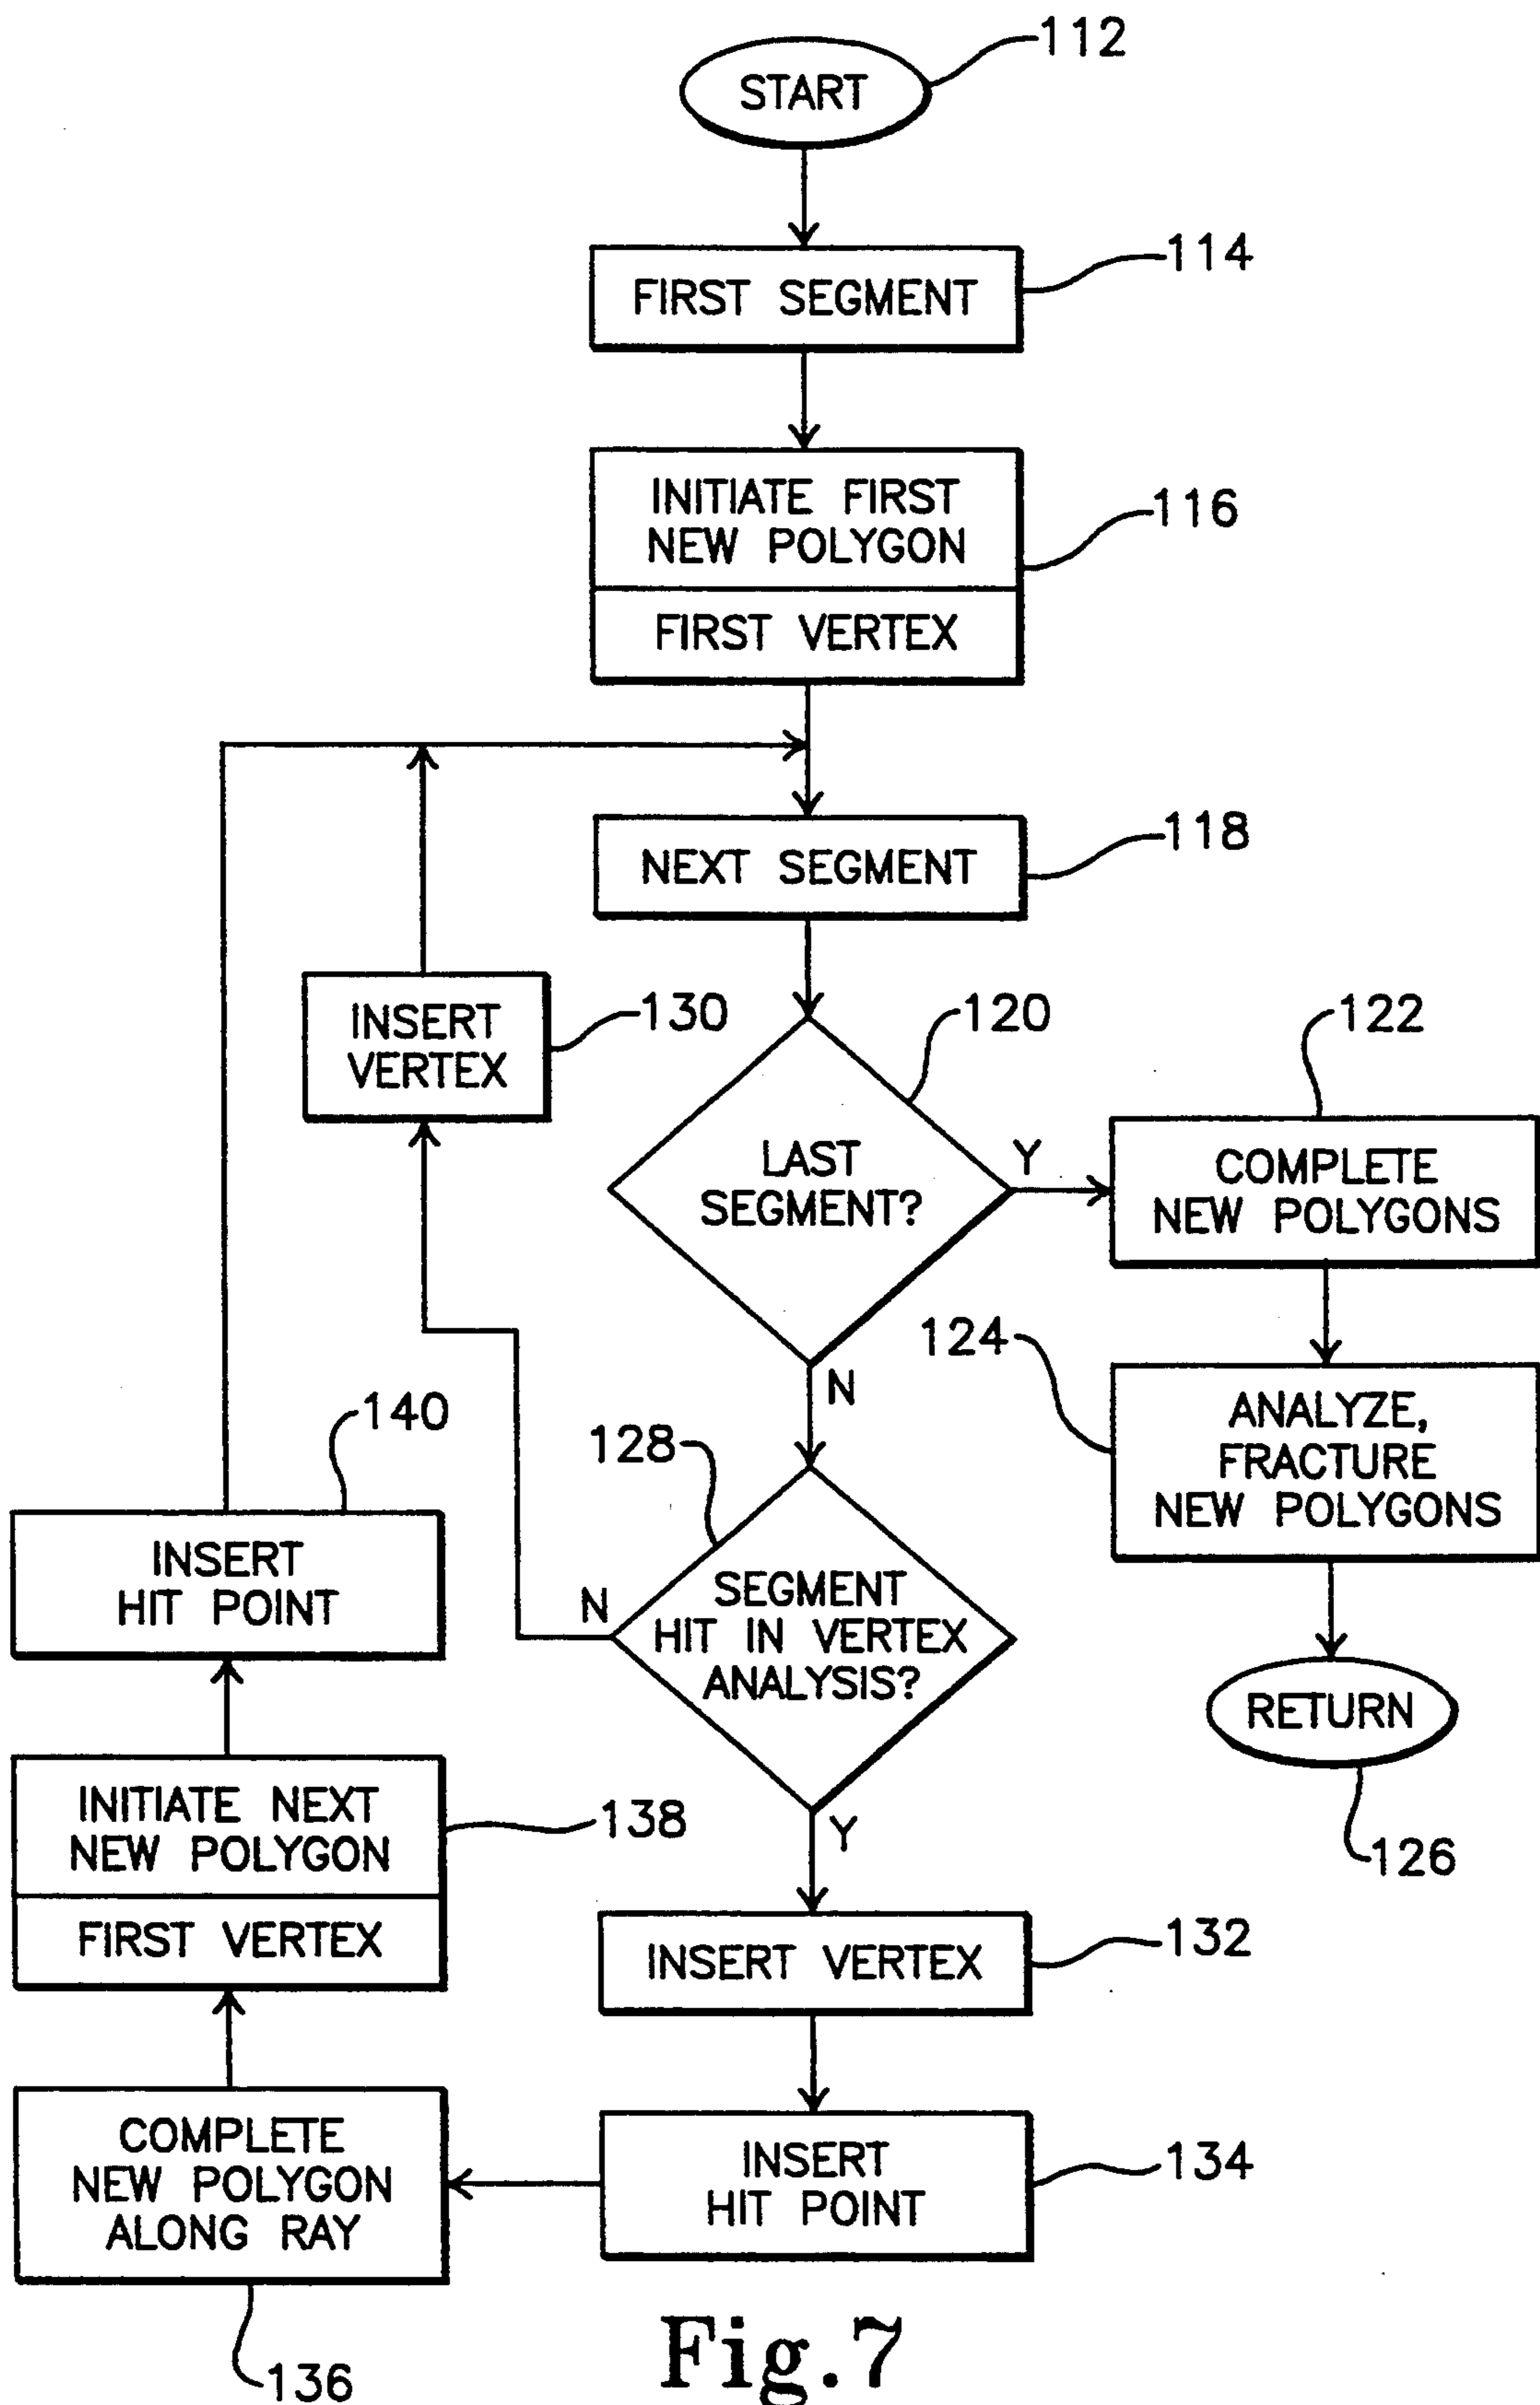 112
START
114
FIRST SEGMENT
116
INITIATE FIRST
NEW POLYGON
FIRST VERTEX
118
NEXT SEGMENT
130
INSERT
VERTEX
120
LAST
SEGMENT?
Y
N
122
COMPLETE
NEW POLYGONS
124
ANALYZE,
FRACTURE
NEW POLYGONS
RETURN
126
128
SEGMENT
HIT IN VERTEX
ANALYSIS?
N
Y
132
INSERT VERTEX
134
INSERT
HIT POINT
COMPLETE
NEW POLYGON
ALONG RAY
136
INITIATE NEXT
NEW POLYGON
FIRST VERTEX
138
140
INSERT
HIT POINT
Fig.7